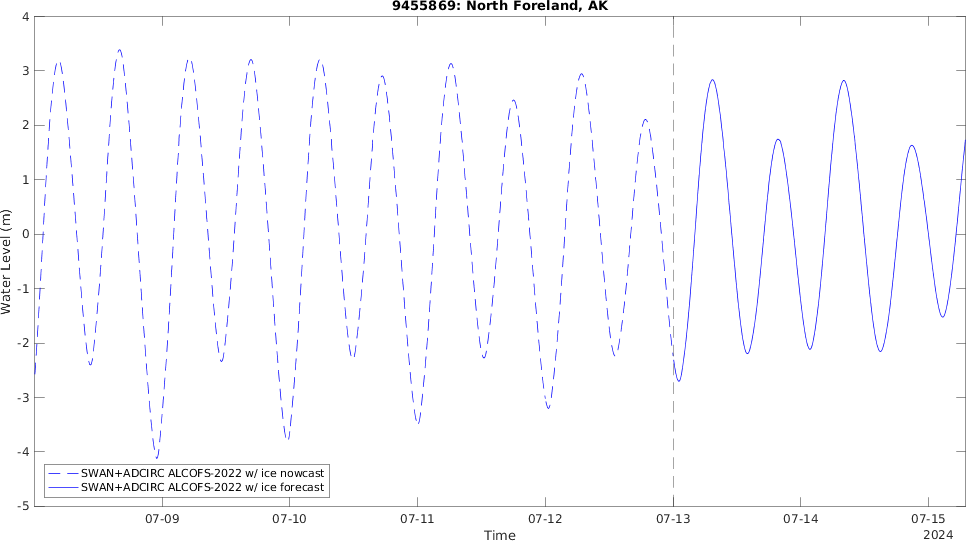 9455869: North Foreland, AK
4
3
2
1
0
-1
-2
-3
-4
-5
Water Level (m)
SWAN+ADCIRC ALCOFS-2022 w/ ice nowcast
SWAN+ADCIRC ALCOFS-2022 w/ ice forecast
07-09 07-10 07-11 07-12 07-13 07-14 07-15
Time
2024